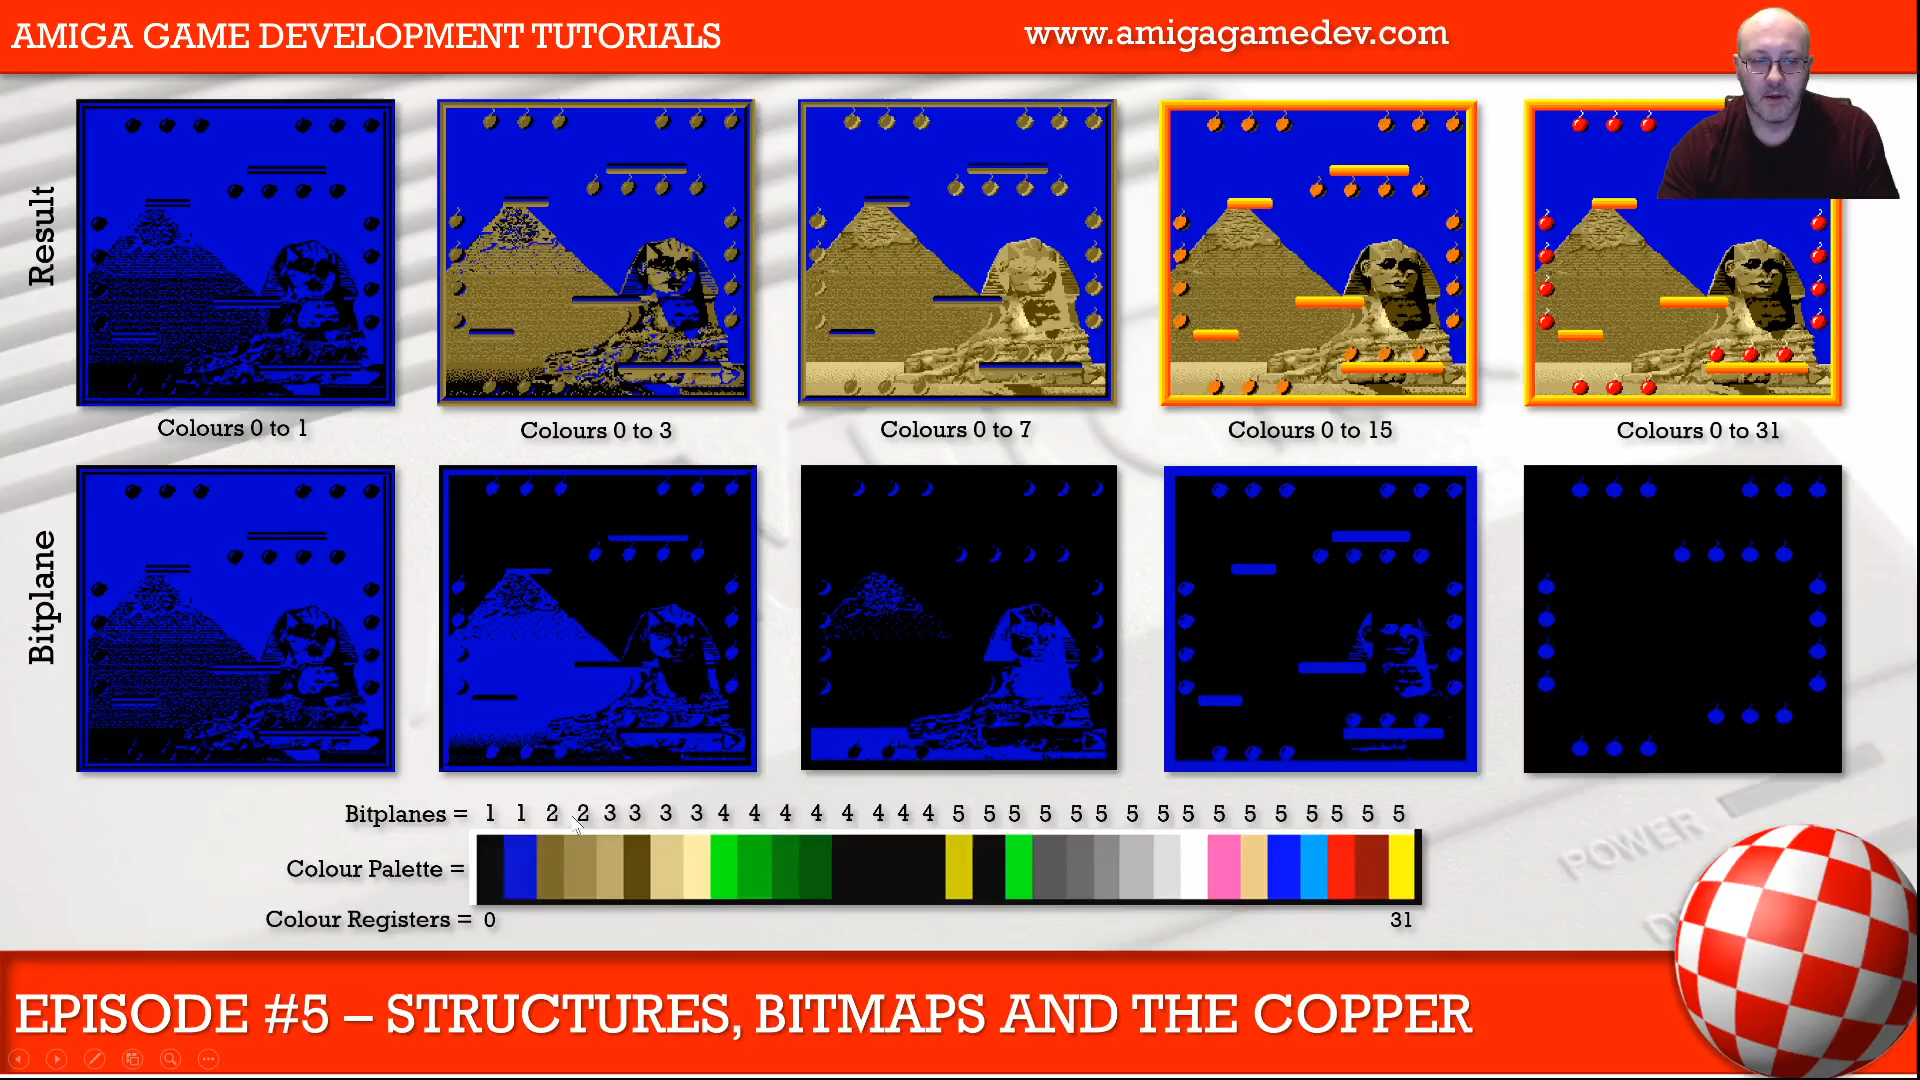 AMIGA GAME DEVELOPMENT TUTORIALS
www.amigagamedev.com
Result
Colours 0 to 1
Colours 0 to 3
Colours 0 to 7
Colours 0 to 15
Colours 0 to 31
Bitplane
Bitplanes = 1 1 2 2 3 3 3 3 4 4 4 4 4 4 4 4 5 5 5 5 5 5 5 5 5 5 5 5 5 5 5 5
Colour Palette =
Colour Registers = 0 31
POWER
EPISODE #5 – STRUCTURES, BITMAPS AND THE COPPER